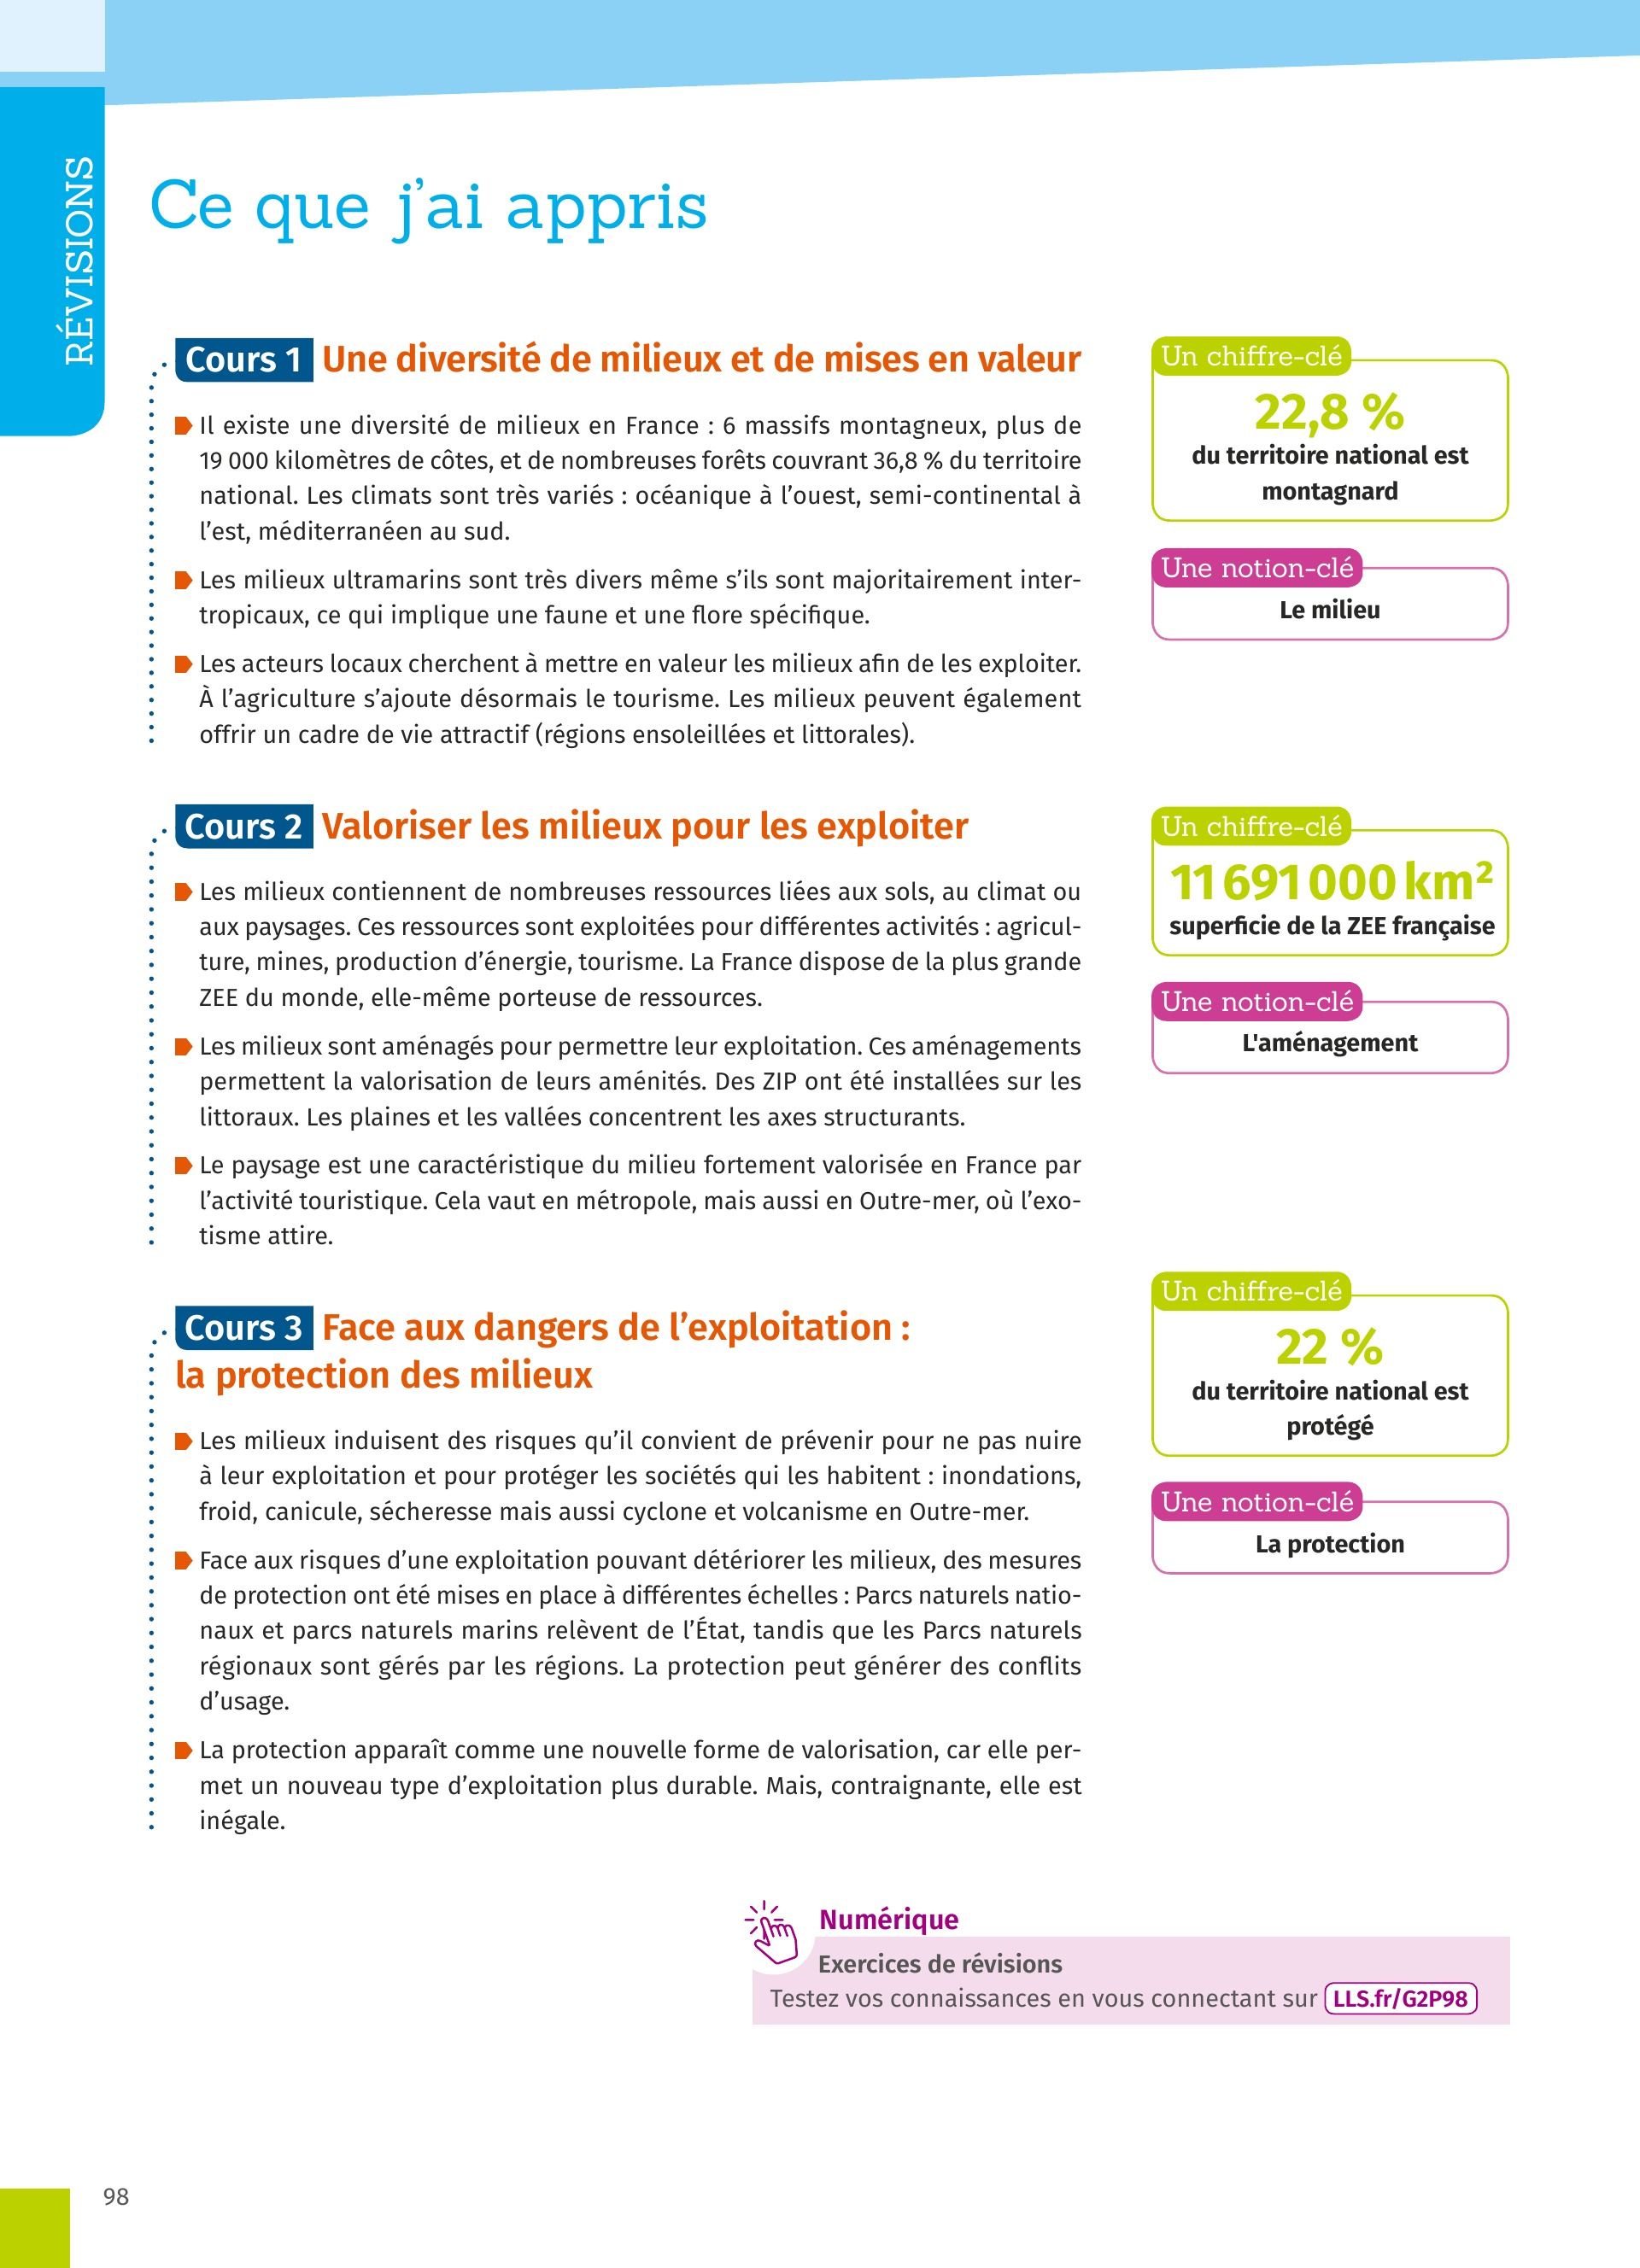 RÉVISIONS
Ce que j’ai appris
Cours 1 Une diversité de milieux et de mises en valeur
Il existe une diversité de milieux en France : 6 massifs montagneux, plus de
19 000 kilomètres de côtes, et de nombreuses forêts couvrant 36,8 % du territoire
national. Les climats sont très variés : océanique à l’ouest, semi-continental à
l’est, méditerranéen au sud.
Les milieux ultramarins sont très divers même s’ils sont majoritairement inter-
tropicaux, ce qui implique une faune et une flore spécifique.
Les acteurs locaux cherchent à mettre en valeur les milieux afin de les exploiter.
À l’agriculture s’ajoute désormais le tourisme. Les milieux peuvent également
offrir un cadre de vie attractif (régions ensoleillées et littorales).
Un chiffre-clé
22,8 %
du territoire national est
montagnard
Une notion-clé
Le milieu
Cours 2 Valoriser les milieux pour les exploiter
Les milieux contiennent de nombreuses ressources liées aux sols, au climat ou
aux paysages. Ces ressources sont exploitées pour différentes activités : agricul-
ture, mines, production d’énergie, tourisme. La France dispose de la plus grande
ZEE du monde, elle-même porteuse de ressources.
Les milieux sont aménagés pour permettre leur exploitation. Ces aménagements
permettent la valorisation de leurs aménités. Des ZIP ont été installées sur les
littoraux. Les plaines et les vallées concentrent les axes structurants.
Le paysage est une caractéristique du milieu fortement valorisée en France par
l’activité touristique. Cela vaut en métropole, mais aussi en Outre-mer, où l’exo-
tisme attire.
Un chiffre-clé
11 691 000 km²
superficie de la ZEE française
Une notion-clé
L'aménagement
Cours 3 Face aux dangers de l’exploitation :
la protection des milieux
Les milieux induisent des risques qu’il convient de prévenir pour ne pas nuire
à leur exploitation et pour protéger les sociétés qui les habitent : inondations,
froid, canicule, sécheresse mais aussi cyclone et volcanisme en Outre-mer.
Face aux risques d’une exploitation pouvant détériorer les milieux, des mesures
de protection ont été mises en place à différentes échelles : Parcs naturels natio-
naux et parcs naturels marins relèvent de l’État, tandis que les Parcs naturels
régionaux sont gérés par les régions. La protection peut générer des conflits
d’usage.
La protection apparaît comme une nouvelle forme de valorisation, car elle per-
met un nouveau type d’exploitation plus durable. Mais, contraignante, elle est
inégale.
Un chiffre-clé
22 %
du territoire national est
protégé
Une notion-clé
La protection
Numérique
Exercices de révisions
Testez vos connaissances en vous connectant sur LLS.fr/G2P98
98